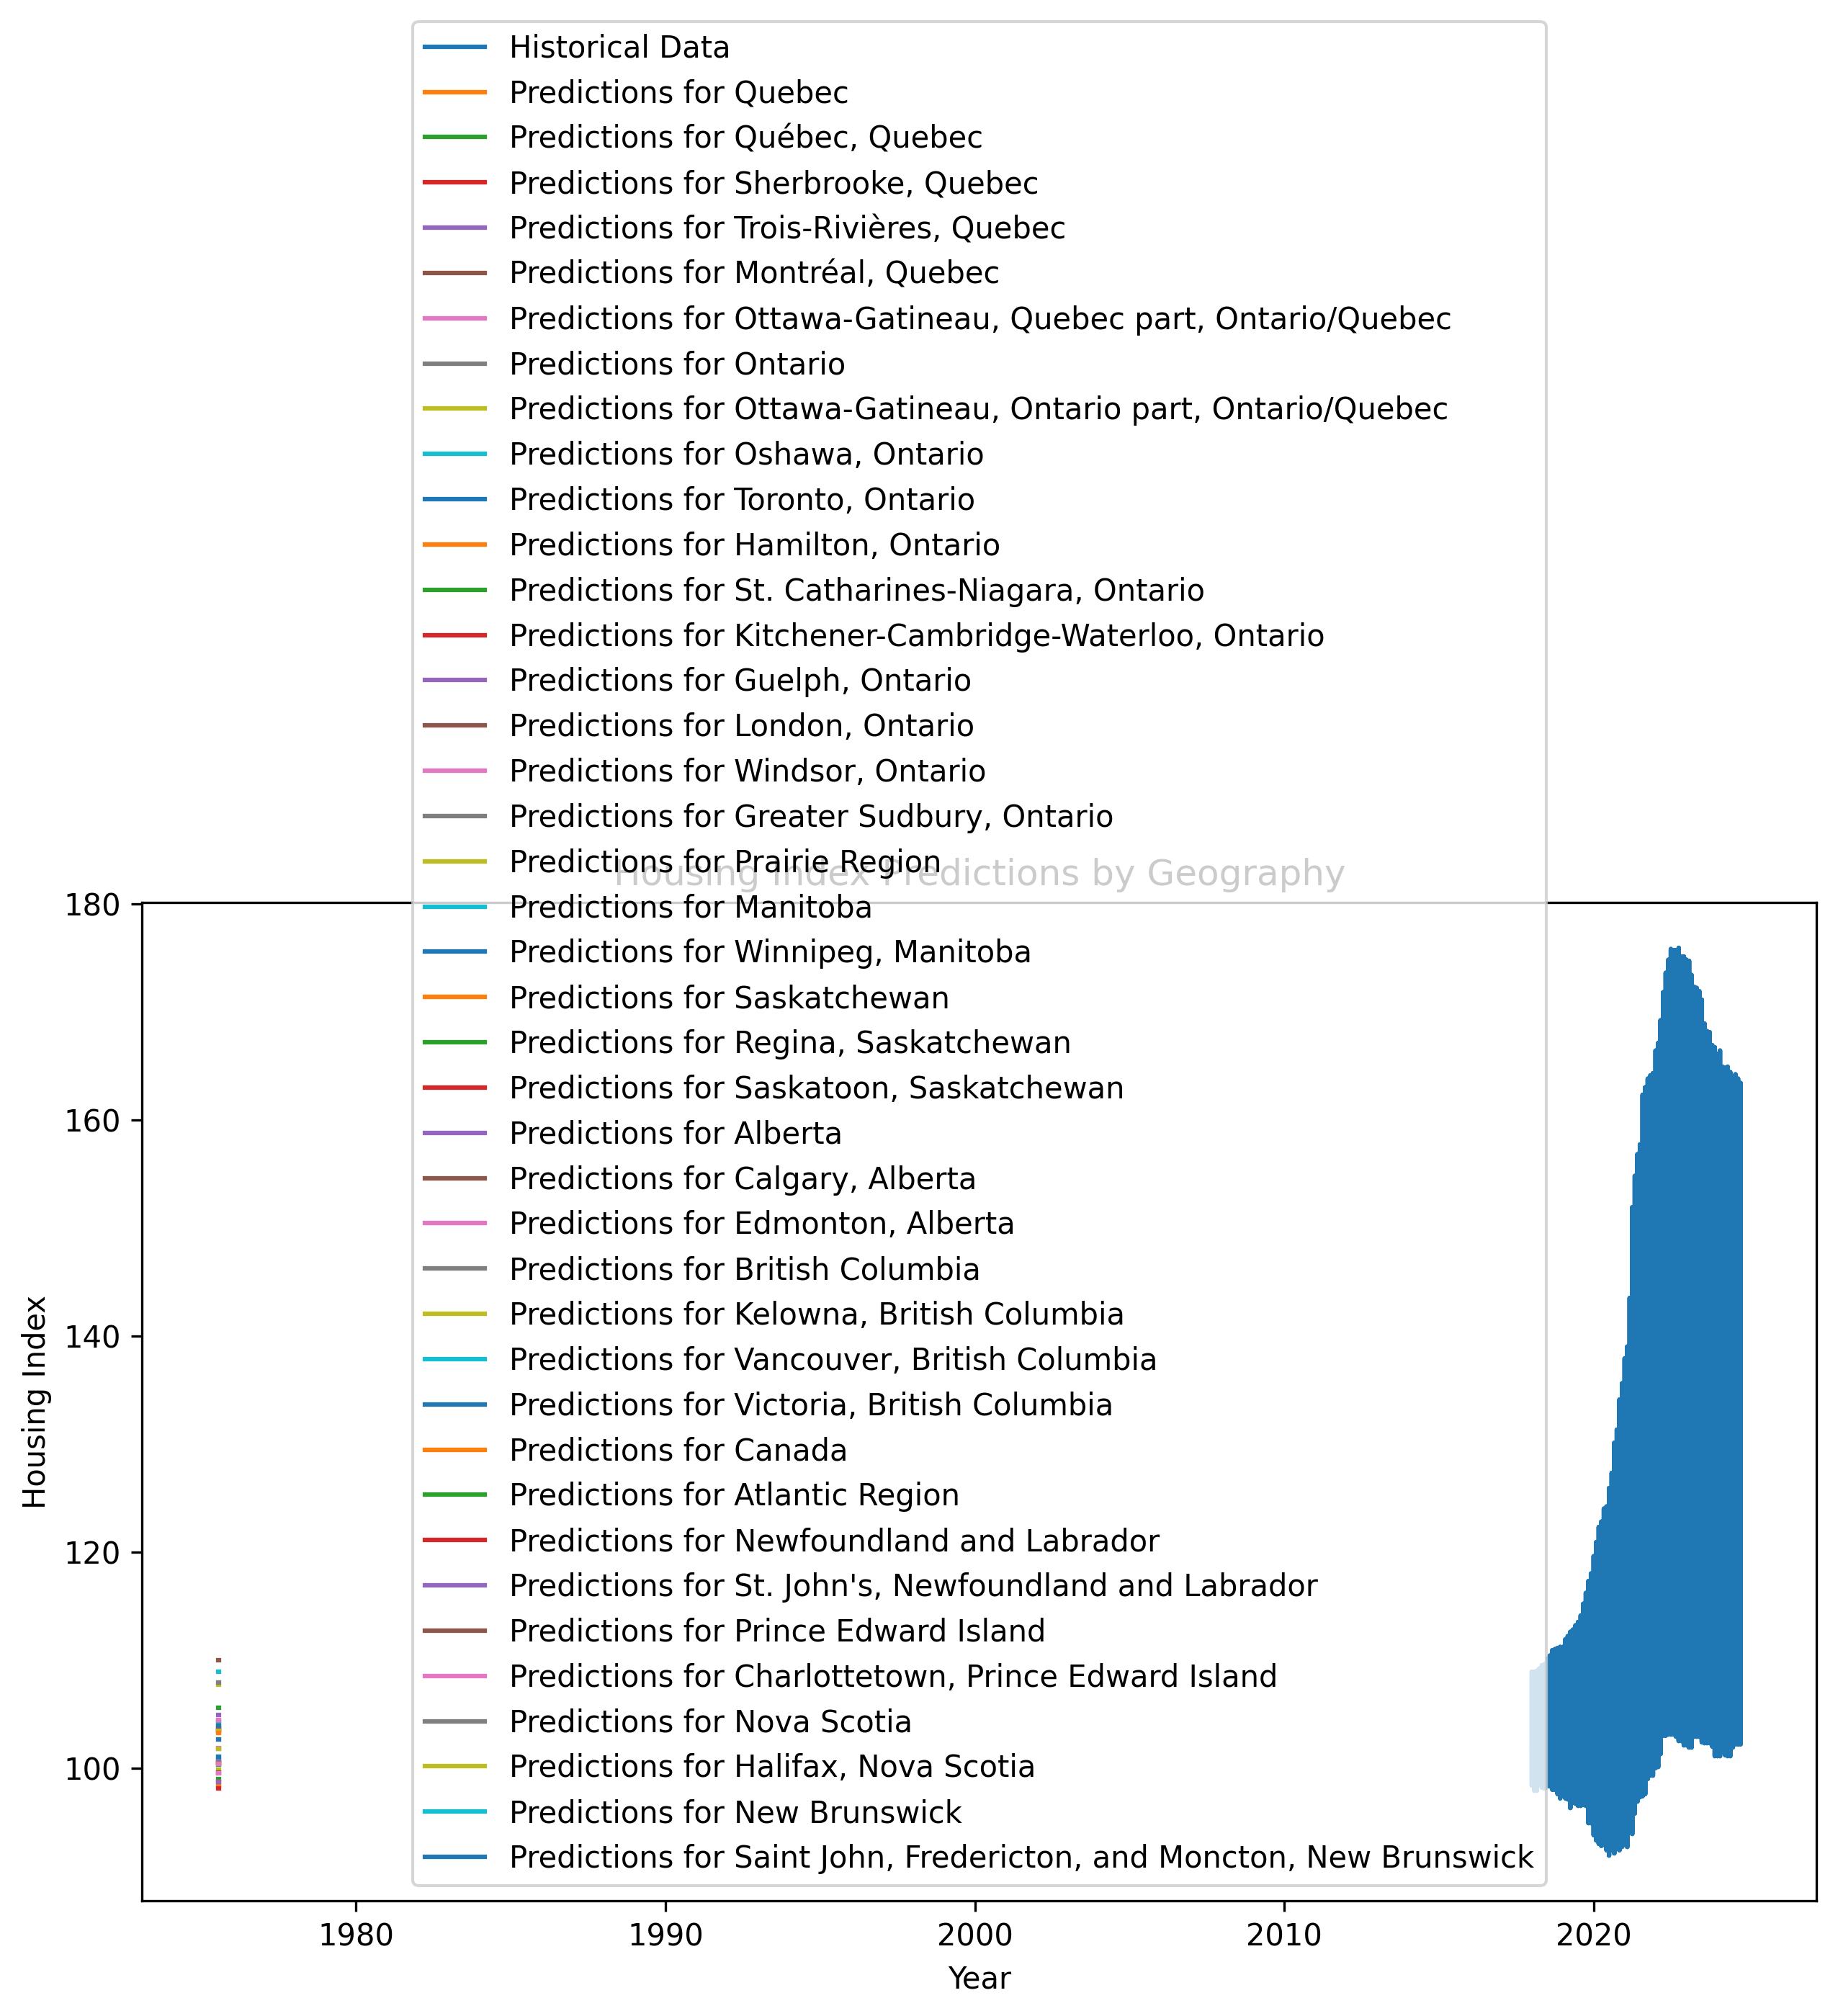 Historical Data
Predictions for Quebec
Predictions for Québec, Quebec
Predictions for Sherbrooke, Quebec
Predictions for Trois-Rivières, Quebec
Predictions for Montréal, Quebec
Predictions for Ottawa-Gatineau, Quebec part, Ontario/Quebec
Predictions for Ontario
Predictions for Ottawa-Gatineau, Ontario part, Ontario/Quebec
Predictions for Oshawa, Ontario
Predictions for Toronto, Ontario
Predictions for Hamilton, Ontario
Predictions for St. Catharines-Niagara, Ontario
Predictions for Kitchener-Cambridge-Waterloo, Ontario
Predictions for Guelph, Ontario
Predictions for London, Ontario
Predictions for Windsor, Ontario
Predictions for Greater Sudbury, Ontario
Predictions for Prairie Region
Housing Index Predictions by Geography
Predictions for Manitoba
Predictions for Winnipeg, Manitoba
Predictions for Saskatchewan
Predictions for Regina, Saskatchewan
Predictions for Saskatoon, Saskatchewan
Predictions for Alberta
Predictions for Calgary, Alberta
Predictions for Edmonton, Alberta
Predictions for British Columbia
Predictions for Kelowna, British Columbia
Predictions for Vancouver, British Columbia
Predictions for Victoria, British Columbia
Predictions for Canada
Predictions for Atlantic Region
Predictions for Newfoundland and Labrador
Predictions for St. John's, Newfoundland and Labrador
Predictions for Prince Edward Island
Predictions for Charlottetown, Prince Edward Island
Predictions for Nova Scotia
Predictions for Halifax, Nova Scotia
Predictions for New Brunswick
Predictions for Saint John, Fredericton, and Moncton, New Brunswick
180
160
140
120
100
Housing Index
1980 1990 2000 2010 2020
Year